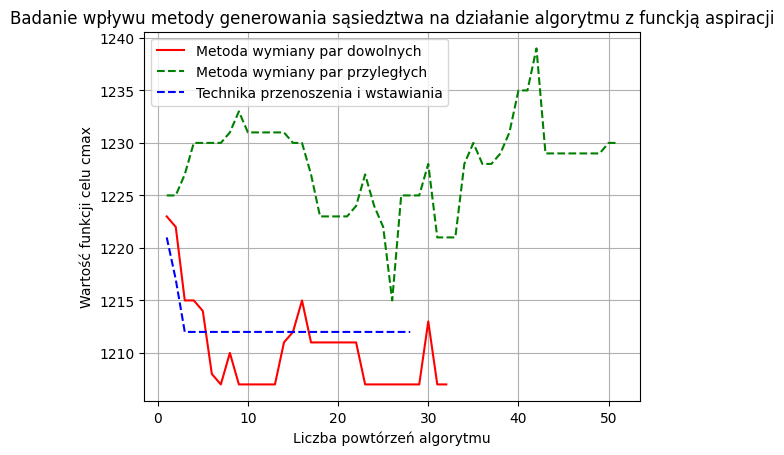 Badanie wpływu metody generowania sąsiedztwa na działanie algorytmu z funckją aspiracji
Metoda wymiany par dowolnych
Metoda wymiany par przyległych
Technika przenoszenia i wstawiania
Wartość funkcji celu cmax
1240
1235
1230
1225
1220
1215
1210
0 10 20 30 40 50
Liczba powtórzeń algorytmu